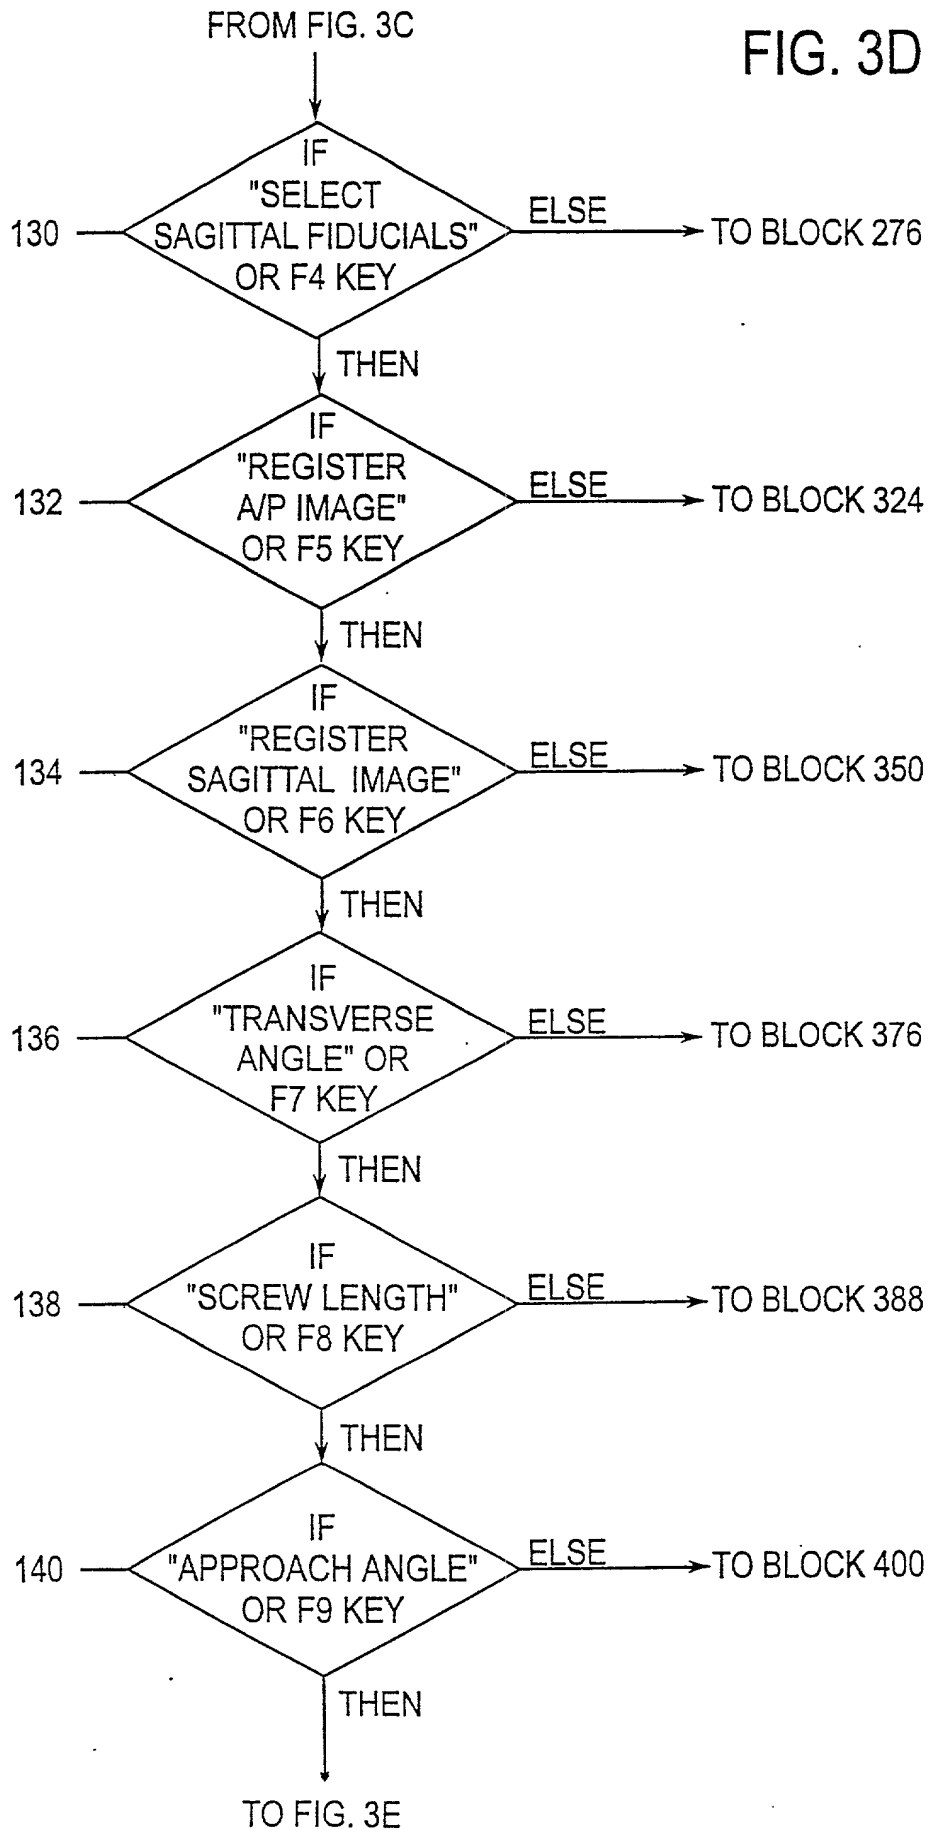 FROM FIG. 3C
FIG. 3D
IF
"SELECT
SAGITTAL FIDUCIALS"
OR F4 KEY
130
ELSE
TO BLOCK 276
THEN
IF
"REGISTER
A/P IMAGE"
OR F5 KEY
132
ELSE
TO BLOCK 324
THEN
IF
"REGISTER
SAGITTAL IMAGE"
OR F6 KEY
134
ELSE
TO BLOCK 350
THEN
IF
"TRANSVERSE
ANGLE" OR
F7 KEY
136
ELSE
TO BLOCK 376
THEN
IF
"SCREW LENGTH"
OR F8 KEY
138
ELSE
TO BLOCK 388
THEN
IF
"APPROACH ANGLE"
OR F9 KEY
140
ELSE
TO BLOCK 400
THEN
TO FIG. 3E